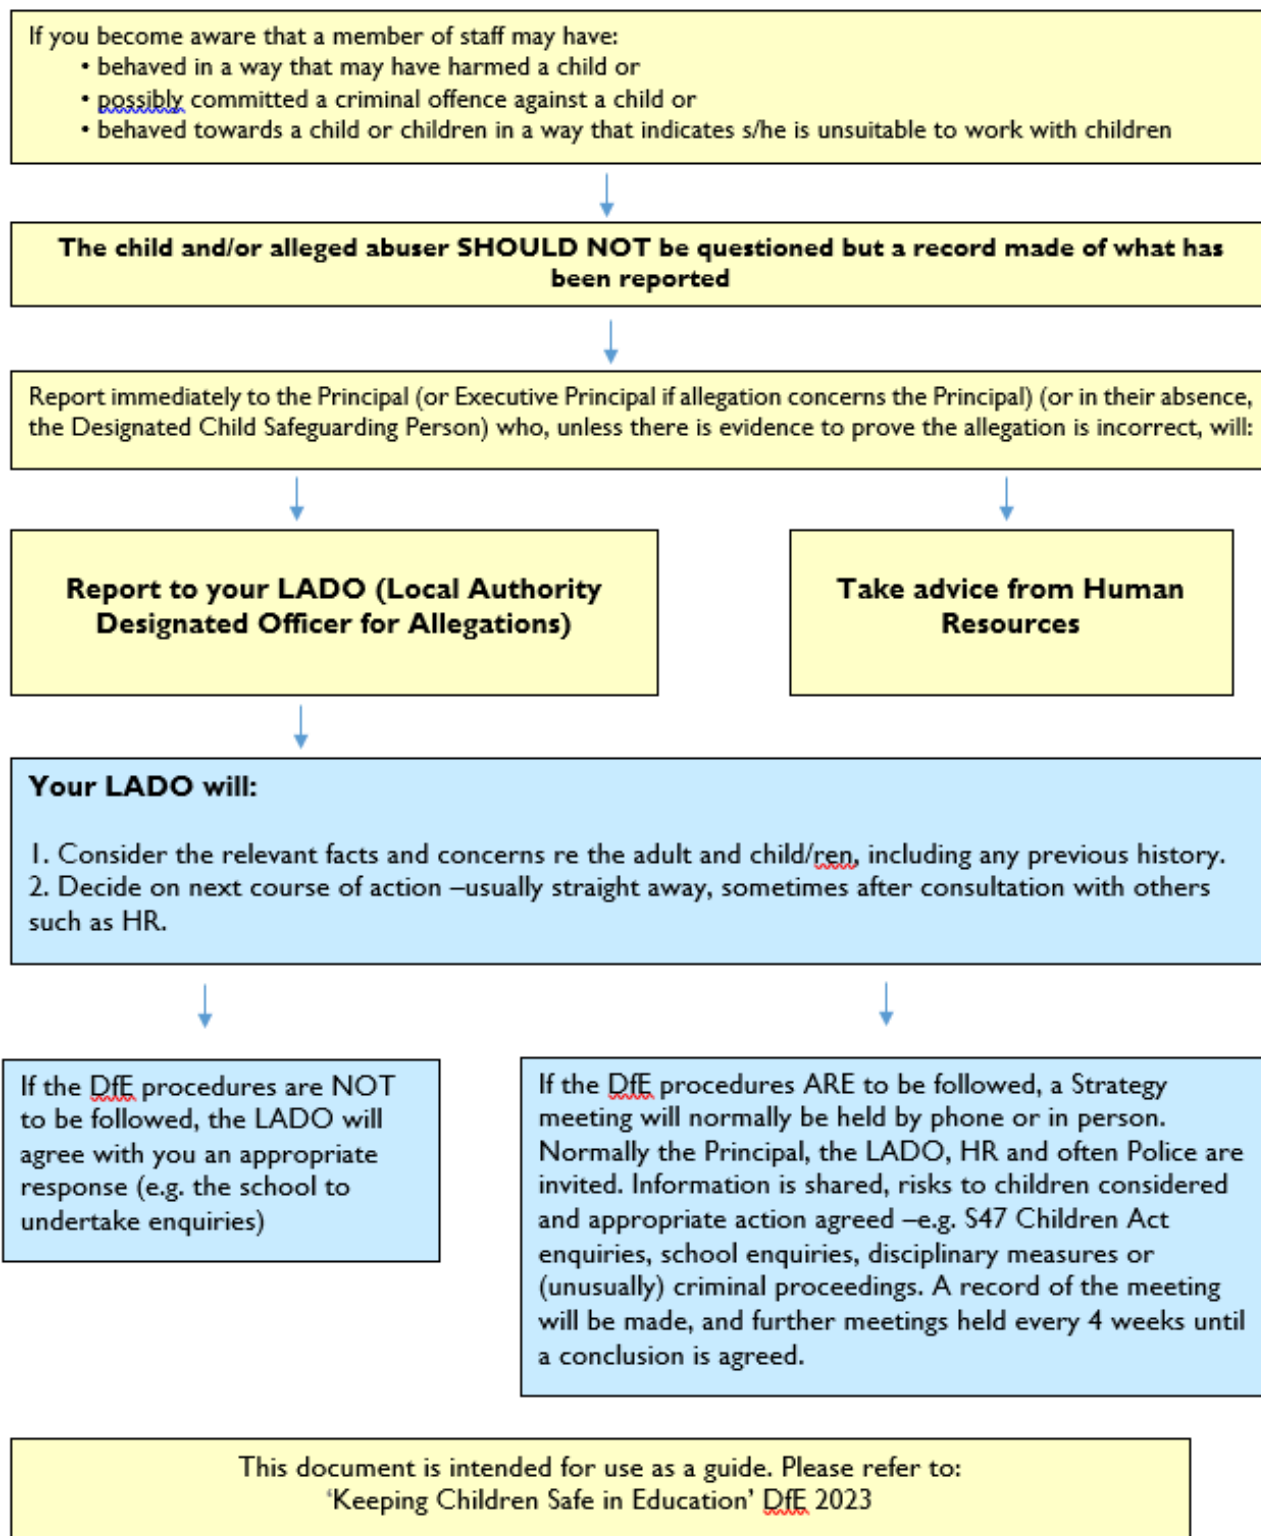 If you become aware that a member of staff may have:
• behaved in a way that may have harmed a child or
• possibly committed a criminal offence against a child or
• behaved towards a child or children in a way that indicates s/he is unsuitable to work with children
The child and/or alleged abuser SHOULD NOT be questioned but a record made of what has
been reported
Report immediately to the Principal (or Executive Principal if allegation concerns the Principal) (or in their absence,
the Designated Child Safeguarding Person) who, unless there is evidence to prove the allegation is incorrect, will:
Report to your LADO (Local Authority
Designated Officer for Allegations)
Take advice from Human
Resources
Your LADO will:
1. Consider the relevant facts and concerns re the adult and child/ren, including any previous history.
2. Decide on next course of action –usually straight away, sometimes after consultation with others
such as HR.
If the DfE procedures are NOT
to be followed, the LADO will
agree with you an appropriate
response (e.g. the school to
undertake enquiries)
If the DfE procedures ARE to be followed, a Strategy
meeting will normally be held by phone or in person.
Normally the Principal, the LADO, HR and often Police are
invited. Information is shared, risks to children considered
and appropriate action agreed –e.g. S47 Children Act
enquiries, school enquiries, disciplinary measures or
(unusually) criminal proceedings. A record of the meeting
will be made, and further meetings held every 4 weeks until
a conclusion is agreed.
This document is intended for use as a guide. Please refer to:
‘Keeping Children Safe in Education’ DfE 2023